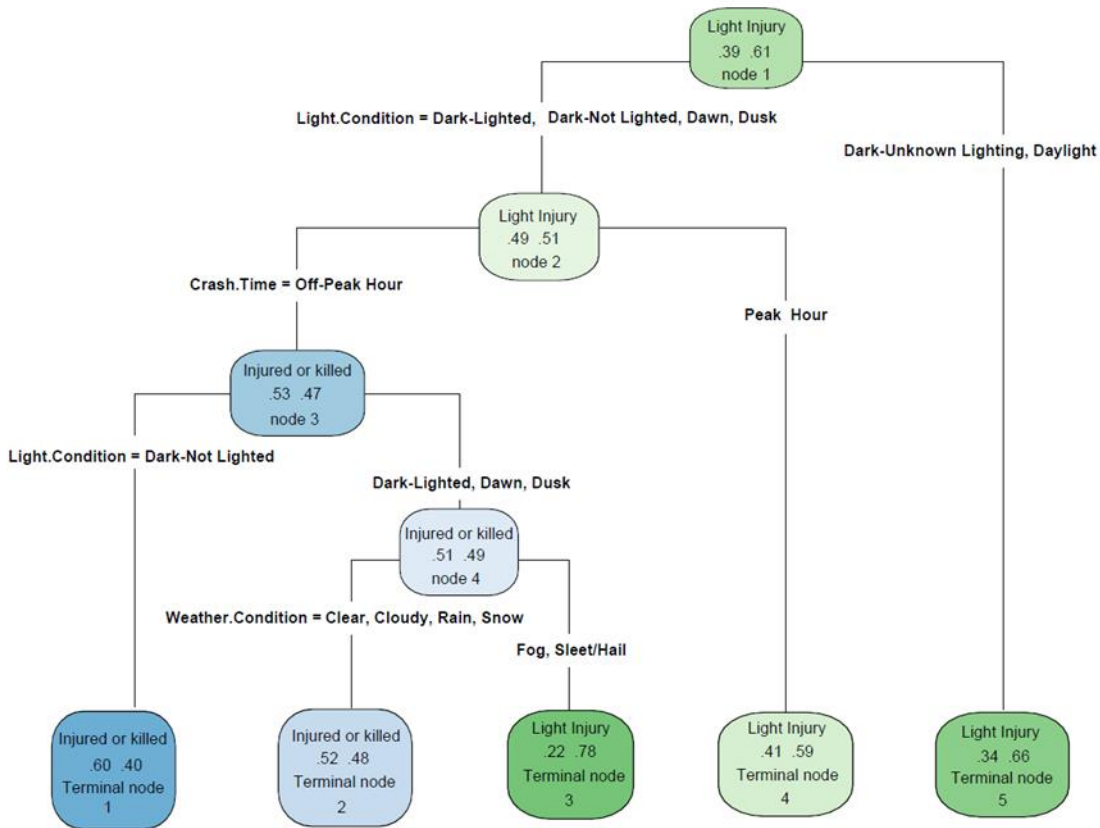 Light Injury
.39 .61
node 1
Light.Condition = Dark-Lighted, Dark-Not Lighted, Dawn, Dusk
Dark-Unknown Lighting, Daylight
Light Injury
.49 .51
node 2
Crash.Time = Off-Peak Hour
Peak Hour
Injured or killed
.53 .47
node 3
Light.Condition = Dark-Not Lighted
Dark-Lighted, Dawn, Dusk
Injured or killed
.51 .49
node 4
Weather.Condition = Clear, Cloudy, Rain, Snow
Fog, Sleet/Hail
Injured or killed
.60 .40
Terminal node
1
Injured or killed
.52 .48
Terminal node
2
Light Injury
.22 .78
Terminal node
3
Light Injury
.41 .59
Terminal node
4
Light Injury
.34 .66
Terminal node
5